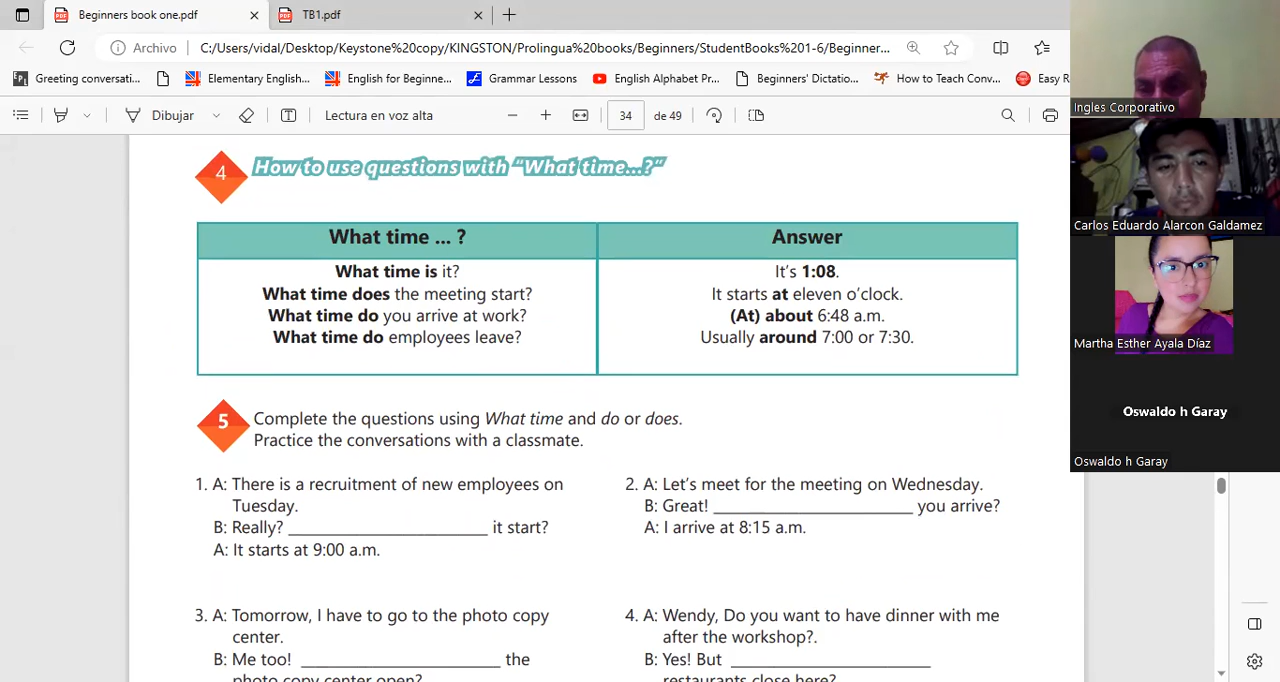 Beginners book one.pdf
TB1.pdf
Archivo
C:/Users/vidal/Desktop/Keystone%20copy/KINGSTON/Prolingua%20books/Beginners/StudentBooks%201-6/Beginner...
Greeting conversati...
Elementary English...
English for Beginne...
Grammar Lessons
English Alphabet Pr...
Beginners' Dictatio...
How to Teach Conv...
Easy R
Dibujar
Lectura en voz alta
34
de 49
4
How to use questions with "What time...?"
What time ... ?
Answer
What time is it?
It's 1:08.
What time does the meeting start?
It starts at eleven o'clock.
What time do you arrive at work?
(At) about 6:48 a.m.
What time do employees leave?
Usually around 7:00 or 7:30.
5
Complete the questions using What time and do or does.
Practice the conversations with a classmate.
1. A: There is a recruitment of new employees on
Tuesday.
B: Really? ______________________ it start?
A: It starts at 9:00 a.m.
2. A: Let's meet for the meeting on Wednesday.
B: Great! ______________________ you arrive?
A: I arrive at 8:15 a.m.
3. A: Tomorrow, I have to go to the photo copy
center.
B: Me too! ______________________ the
photo copy center open?
4. A: Wendy, Do you want to have dinner with me
after the workshop?.
B: Yes! But ______________________
restaurants close here?
Ingles Corporativo
Carlos Eduardo Alarcon Galdamez
Martha Esther Ayala Díaz
Oswaldo h Garay
Oswaldo h Garay